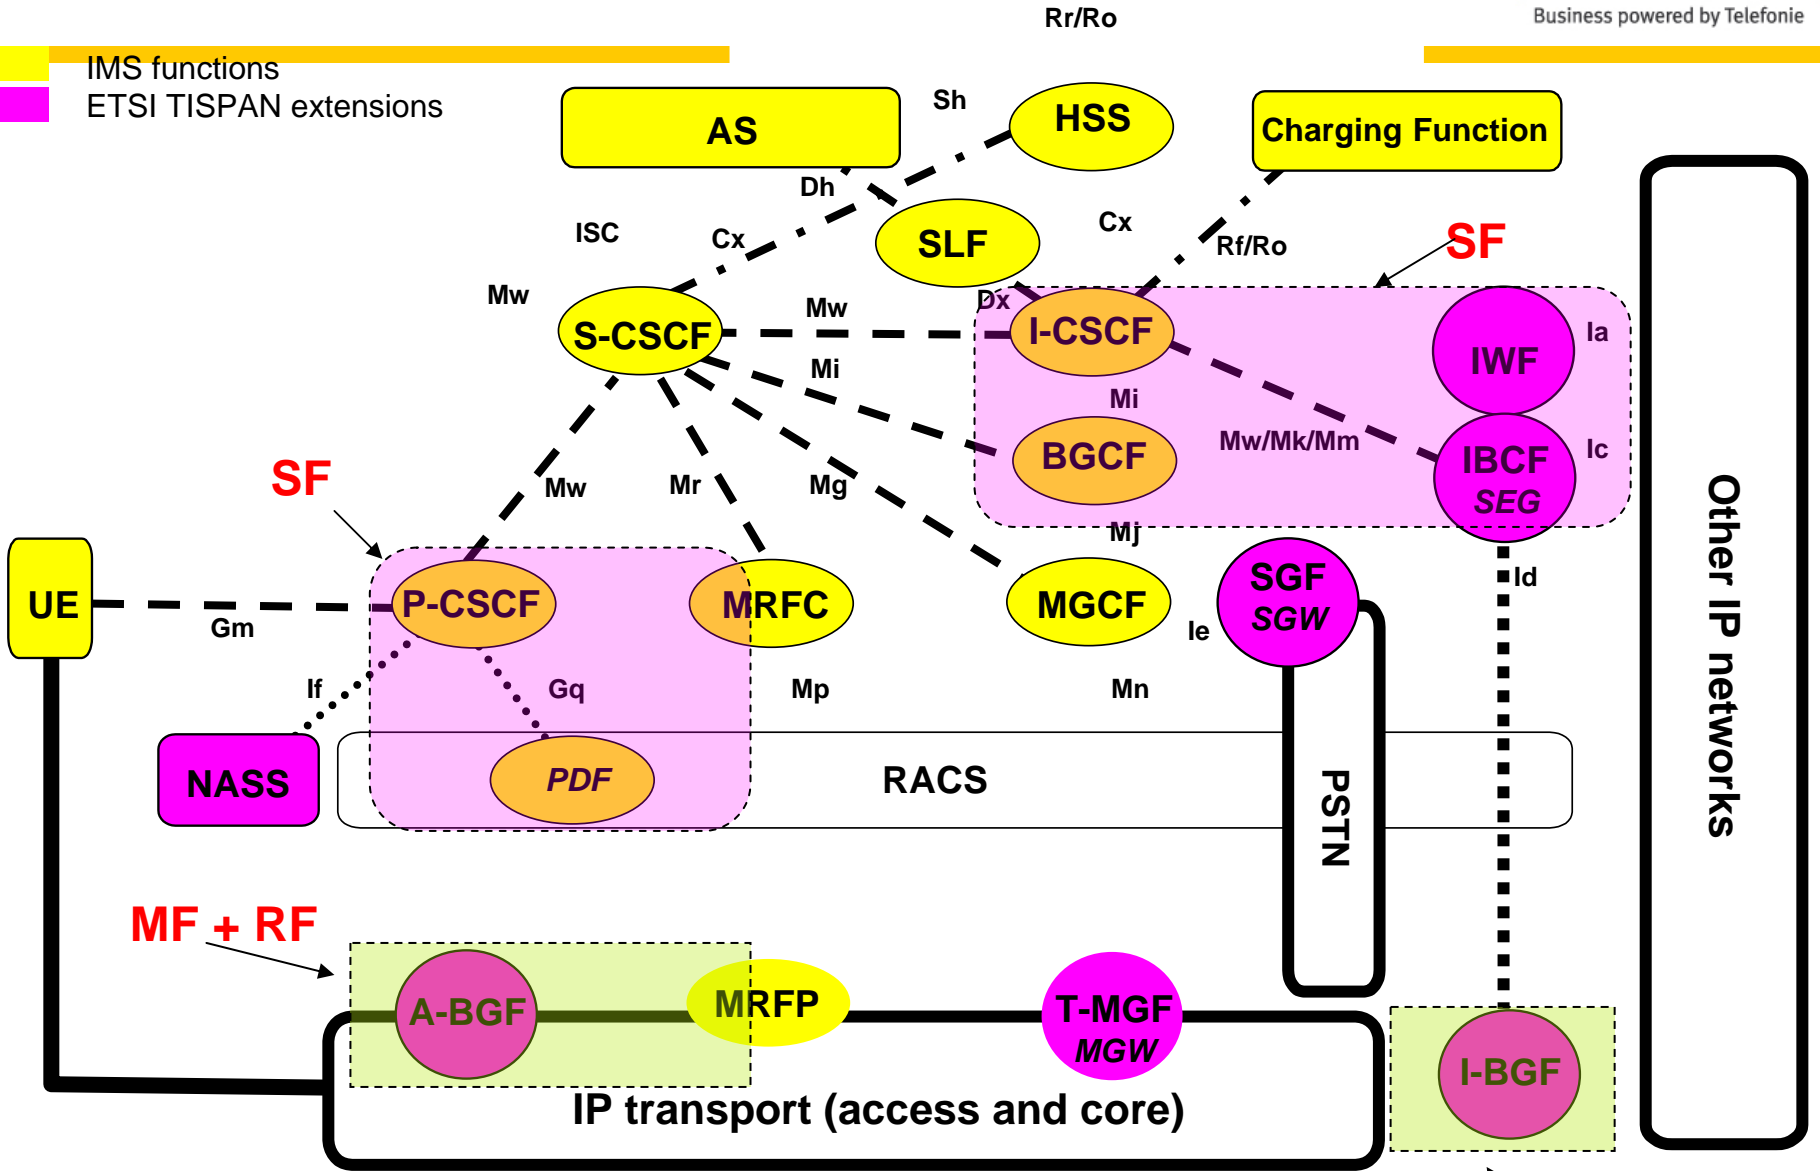 Rr/Ro
Business powered by Telefonie
IMS functions
ETSI TISPAN extensions
AS
Sh
HSS
Charging Function
Dh
ISC
Cx
SLF
Cx
Rf/Ro
SF
Mw
S-CSCF
Mw
Dx
I-CSCF
IWF
Ia
Mi
Mi
BGCF
Mw/Mk/Mm
IBCF
SEG
Ic
SF
Mw
Mr
Mg
Mj
Other IP networks
UE
Gm
P-CSCF
MRFC
MGCF
Ie
SGF
SGW
Id
If
Gq
Mp
Mn
NASS
PDF
RACS
PSTN
MF + RF
A-BGF
MRFP
T-MGF
MGW
I-BGF
IP transport (access and core)